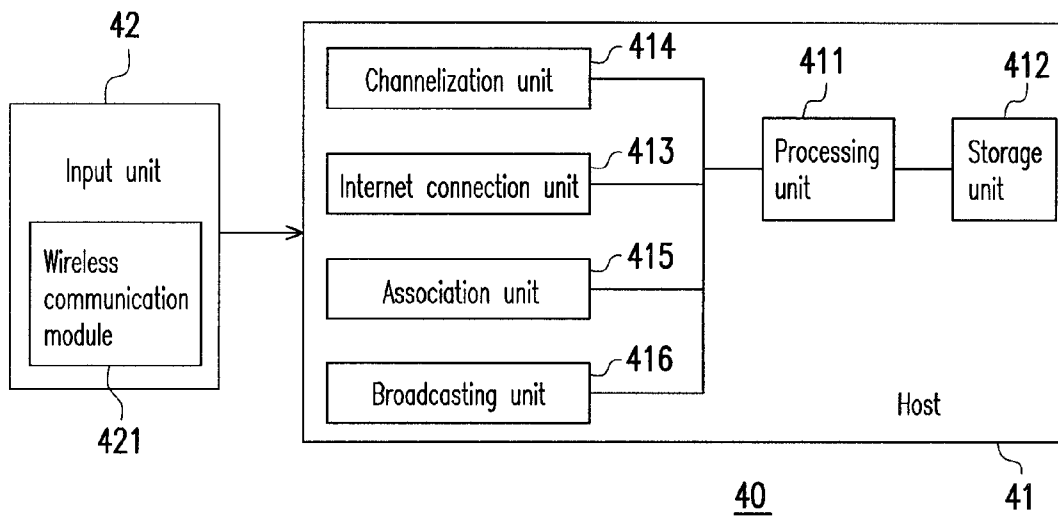 42
Input unit
Wireless
communication
module
421
414
Channelization unit
413
Internet connection unit
415
Association unit
416
Broadcasting unit
411
Processing
unit
412
Storage
unit
Host
41
40